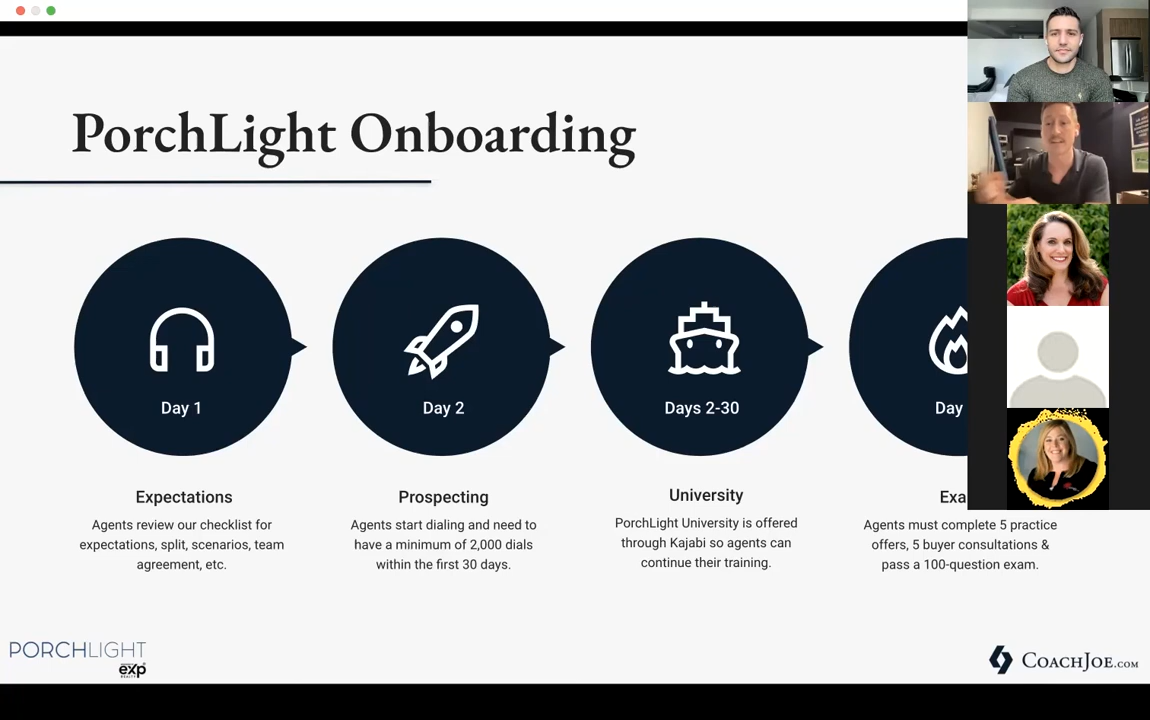 PorchLight Onboarding
Day 1
Day 2
Days 2-30
Day
Expectations
Agents review our checklist for
expectations, split, scenarios, team
agreement, etc.
Prospecting
Agents start dialing and need to
have a minimum of 2,000 dials
within the first 30 days.
University
PorchLight University is offered
through Kajabi so agents can
continue their training.
Exa
Agents must complete 5 practice
offers, 5 buyer consultations &
pass a 100-question exam.
PORCHLIGHT
exp
REALTY
COACHJOE.COM